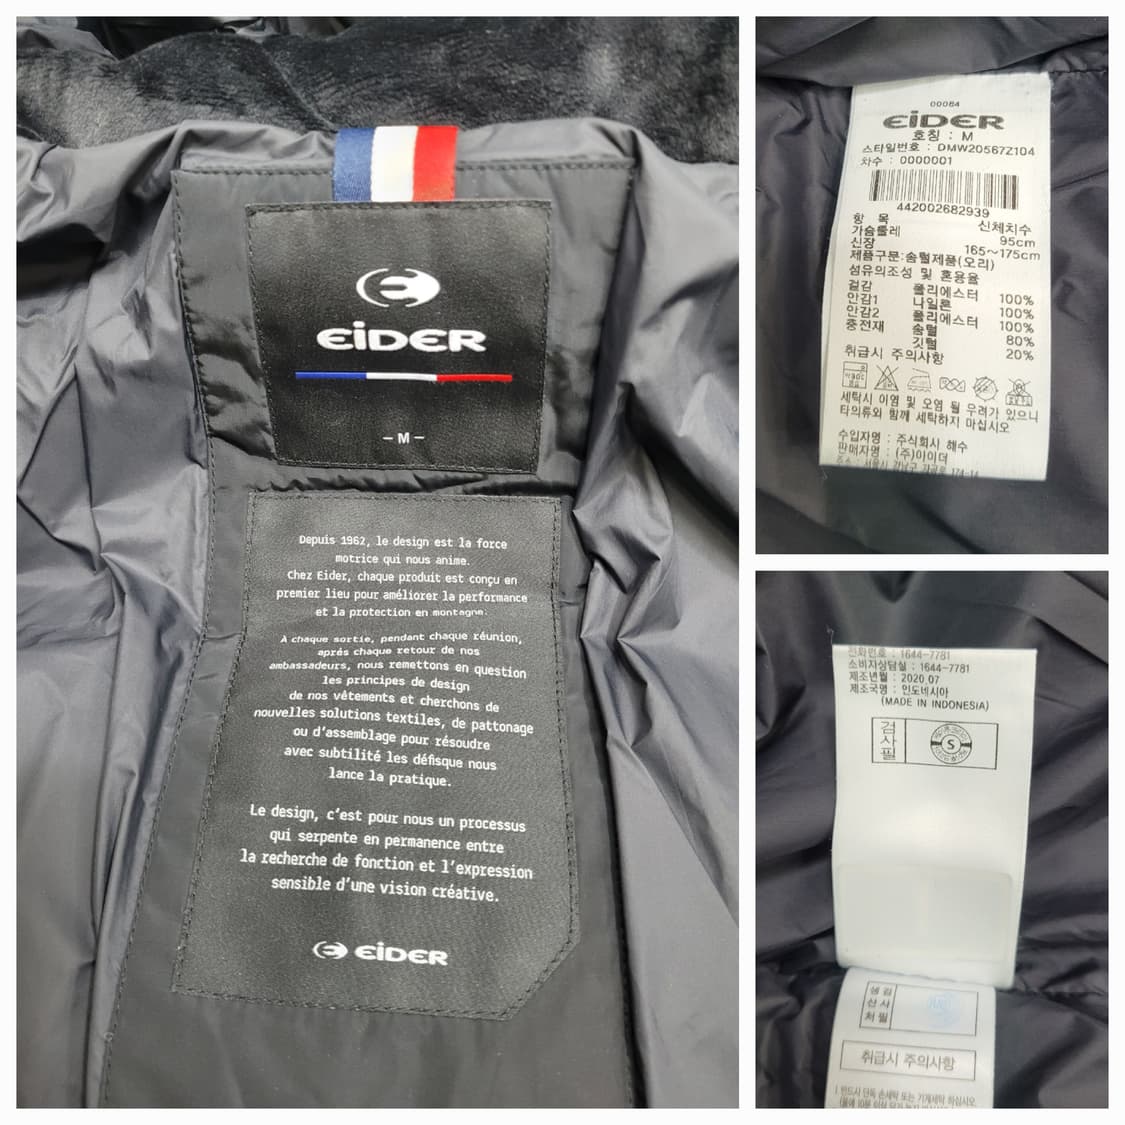 EiDER
– M –
Depuis 1962, le design est la force
motrice qui nous anime.
Chez Eider, chaque produit est conçu en
premier lieu pour améliorer la performance
et la protection en montagne.
À chaque sortie, pendant chaque réunion,
après chaque retour de nos
ambassadeurs, nous remettons en question
les principes de design
de nos vêtements et cherchons de
nouvelles solutions textiles, de pattonage
ou d'assemblage pour résoudre
avec subtilité les défisque nous
lance la pratique.
Le design, c'est pour nous un processus
qui serpente en permanence entre
la recherche de fonction et l'expression
sensible d'une vision créative.
EiDER
00084
EiDER
호칭 : M
스타일번호 : DMW20567Z104
차수 : 0000001
442002682939
항 목 신체치수
가슴둘레 95cm
신장 165~175cm
제품구분:솜털제품(오리)
섬유의조성 및 혼용율
겉감 폴리에스터 100%
안감1 나일론 100%
안감2 폴리에스터 100%
충전재 솜털 80%
깃털 20%
취급시 주의사항
세탁시 이염 및 오염 될 우려가 있으니
타의류와 함께 세탁하지 마십시오
수입자명 : 주식회사 해수
판매자명 : (주)아이더
전화번호 : 1644-7781
소비자상담실 : 1644-7781
제조년월 : 2020.07
제조국명 : 인도네시아
(MADE IN INDONESIA)
검사필
S
취급시 주의사항